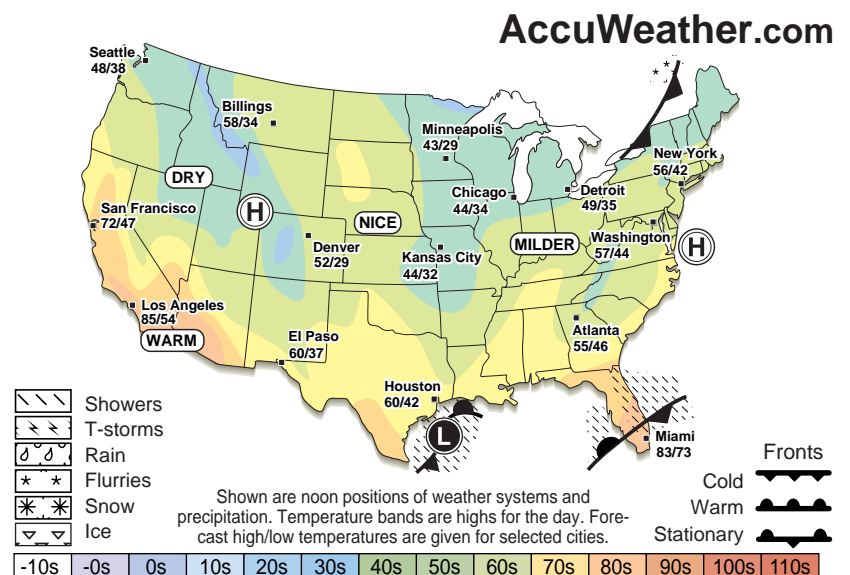 AccuWeather.com
Seattle
48/38
Billings
58/34
Minneapolis
43/29
New York
56/42
DRY
Chicago
44/34
Detroit
49/35
San Francisco
72/47
H
NICE
Denver
52/29
Kansas City
44/32
MILDER
Washington
57/44
H
Los Angeles
85/54
WARM
El Paso
60/37
Atlanta
55/46
Houston
60/42
L
Miami
83/73
Showers
T-storms
Rain
Flurries
Snow
Ice
Shown are noon positions of weather systems and
precipitation. Temperature bands are highs for the day. Fore-
cast high/low temperatures are given for selected cities.
Fronts
Cold
Warm
Stationary
-10s -0s 0s 10s 20s 30s 40s 50s 60s 70s 80s 90s 100s 110s